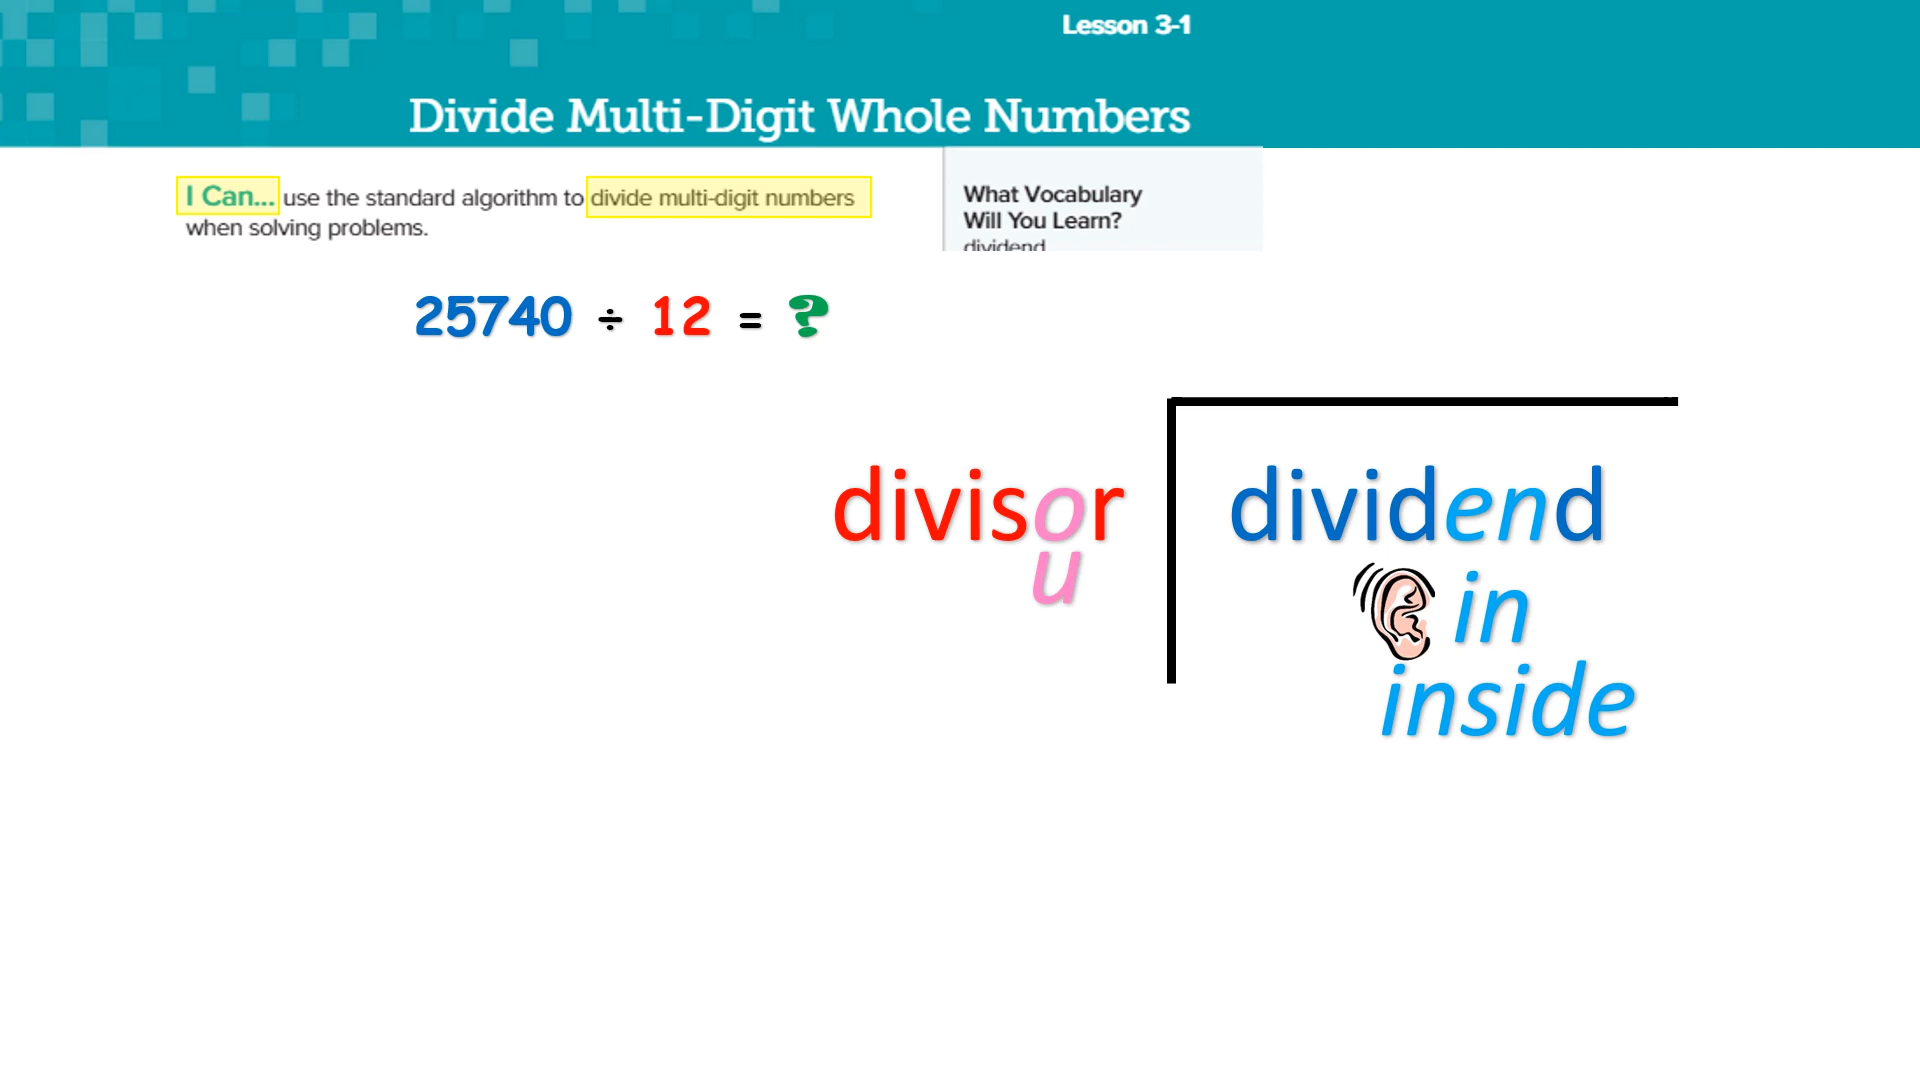 Lesson 3-1
Divide Multi-Digit Whole Numbers
I Can... use the standard algorithm to divide multi-digit numbers
when solving problems.
What Vocabulary
Will You Learn?
dividend
25740 ÷ 12 = ?
divisor
dividend
u
in
inside